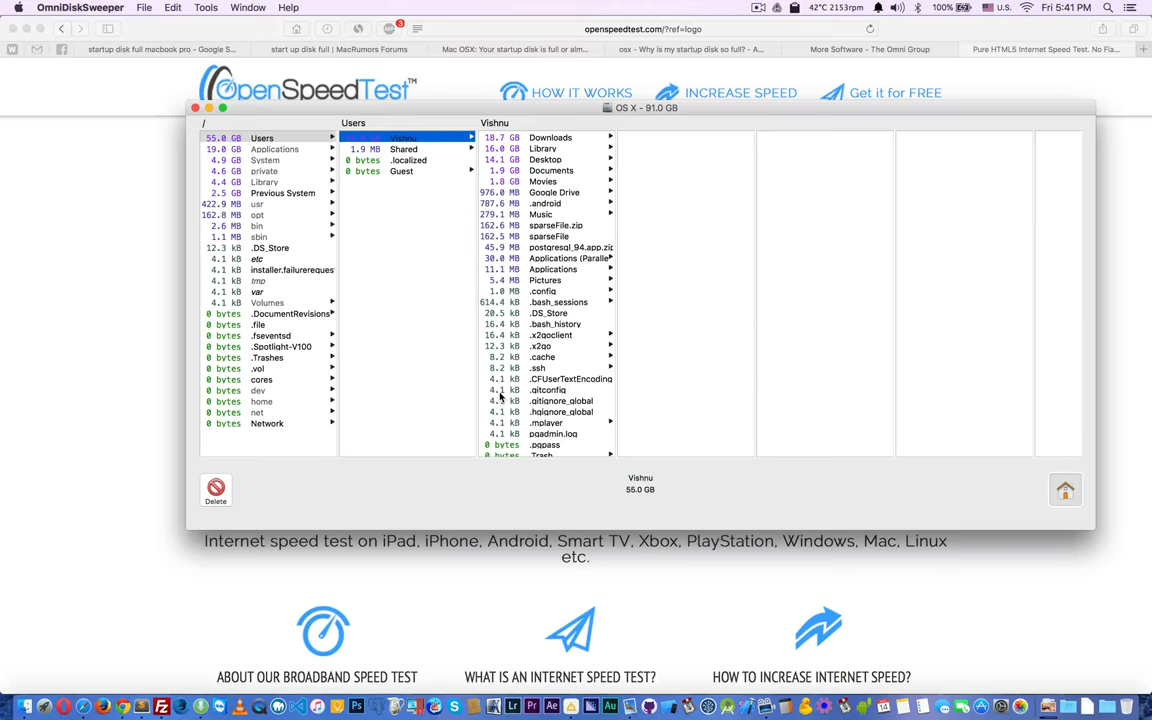 OmniDiskSweeper File Edit Tools Window Help 42°C 2153rpm 100% U.S. Fri 5:41 PM
3
openspeedtest.com/?ref=logo
startup disk full macbook pro - Google S... start up disk full | MacRumors Forums Mac OSX: Your startup disk is full or alm... osx - Why is my startup disk so full? - A... More Software - The Omni Group Pure HTML5 Internet Speed Test. No Fla...
OpenSpeedTest™ HOW IT WORKS INCREASE SPEED Get it for FREE
OS X - 91.0 GB
/ Users Vishnu
55.0 GB Users
19.0 GB Applications
4.9 GB System
4.6 GB private
4.4 GB Library
2.5 GB Previous System
422.9 MB usr
162.8 MB opt
2.6 MB bin
1.1 MB sbin
12.3 kB .DS_Store
4.1 kB etc
4.1 kB installer.failurereques
4.1 kB tmp
4.1 kB var
4.1 kB Volumes
0 bytes .DocumentRevisions
0 bytes .file
0 bytes .fseventsd
0 bytes .Spotlight-V100
0 bytes .Trashes
0 bytes .vol
0 bytes cores
0 bytes dev
0 bytes home
0 bytes net
0 bytes Network
Vishnu
1.9 MB Shared
0 bytes .localized
0 bytes Guest
18.7 GB Downloads
16.0 GB Library
14.1 GB Desktop
1.9 GB Documents
1.8 GB Movies
976.0 MB Google Drive
787.6 MB .android
279.1 MB Music
162.6 MB sparseFile.zip
162.5 MB sparseFile
45.9 MB postgresql_94.app.zip
30.0 MB Applications (Paralle
11.1 MB Applications
5.4 MB Pictures
1.0 MB .config
614.4 kB .bash_sessions
20.5 kB .DS_Store
16.4 kB .bash_history
16.4 kB .x2goclient
12.3 kB .x2go
8.2 kB .cache
8.2 kB .ssh
4.1 kB .CFUserTextEncoding
4.1 kB .gitconfig
4.1 kB .gitignore_global
4.1 kB .hgignore_global
4.1 kB .mplayer
4.1 kB pgadmin.log
0 bytes .pgpass
0 bytes .Trash
Vishnu
55.0 GB
Delete
Internet speed test on iPad, iPhone, Android, Smart TV, Xbox, PlayStation, Windows, Mac, Linux
etc.
ABOUT OUR BROADBAND SPEED TEST WHAT IS AN INTERNET SPEED TEST? HOW TO INCREASE INTERNET SPEED?